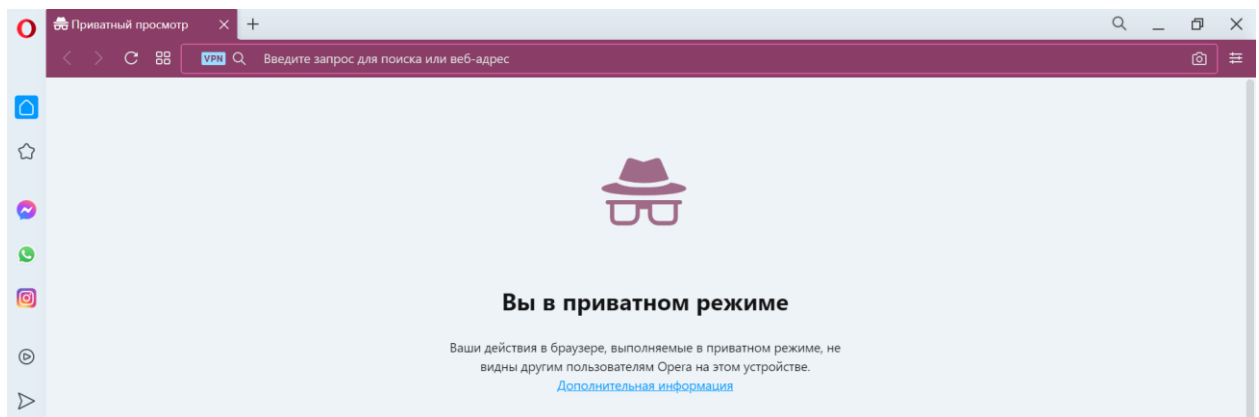 Приватный просмотр
VPN Введите запрос для поиска или веб-адрес
Вы в приватном режиме
Ваши действия в браузере, выполняемые в приватном режиме, не
видны другим пользователям Opera на этом устройстве.
Дополнительная информация